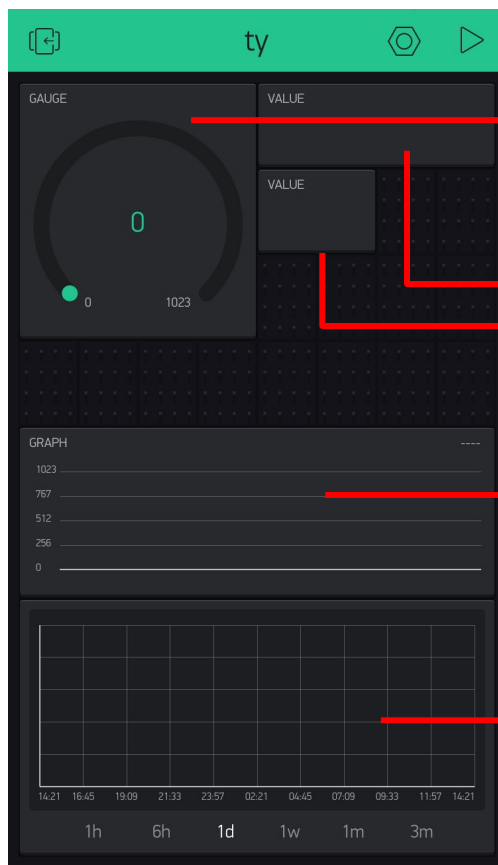 ty
GAUGE
0
0 1023
VALUE
VALUE
GRAPH ----
1023
767
512
256
0
14:21 16:45 19:09 21:33 23:57 02:21 04:45 07:09 09:33 11:57 14:21
1h 6h 1d 1w 1m 3m